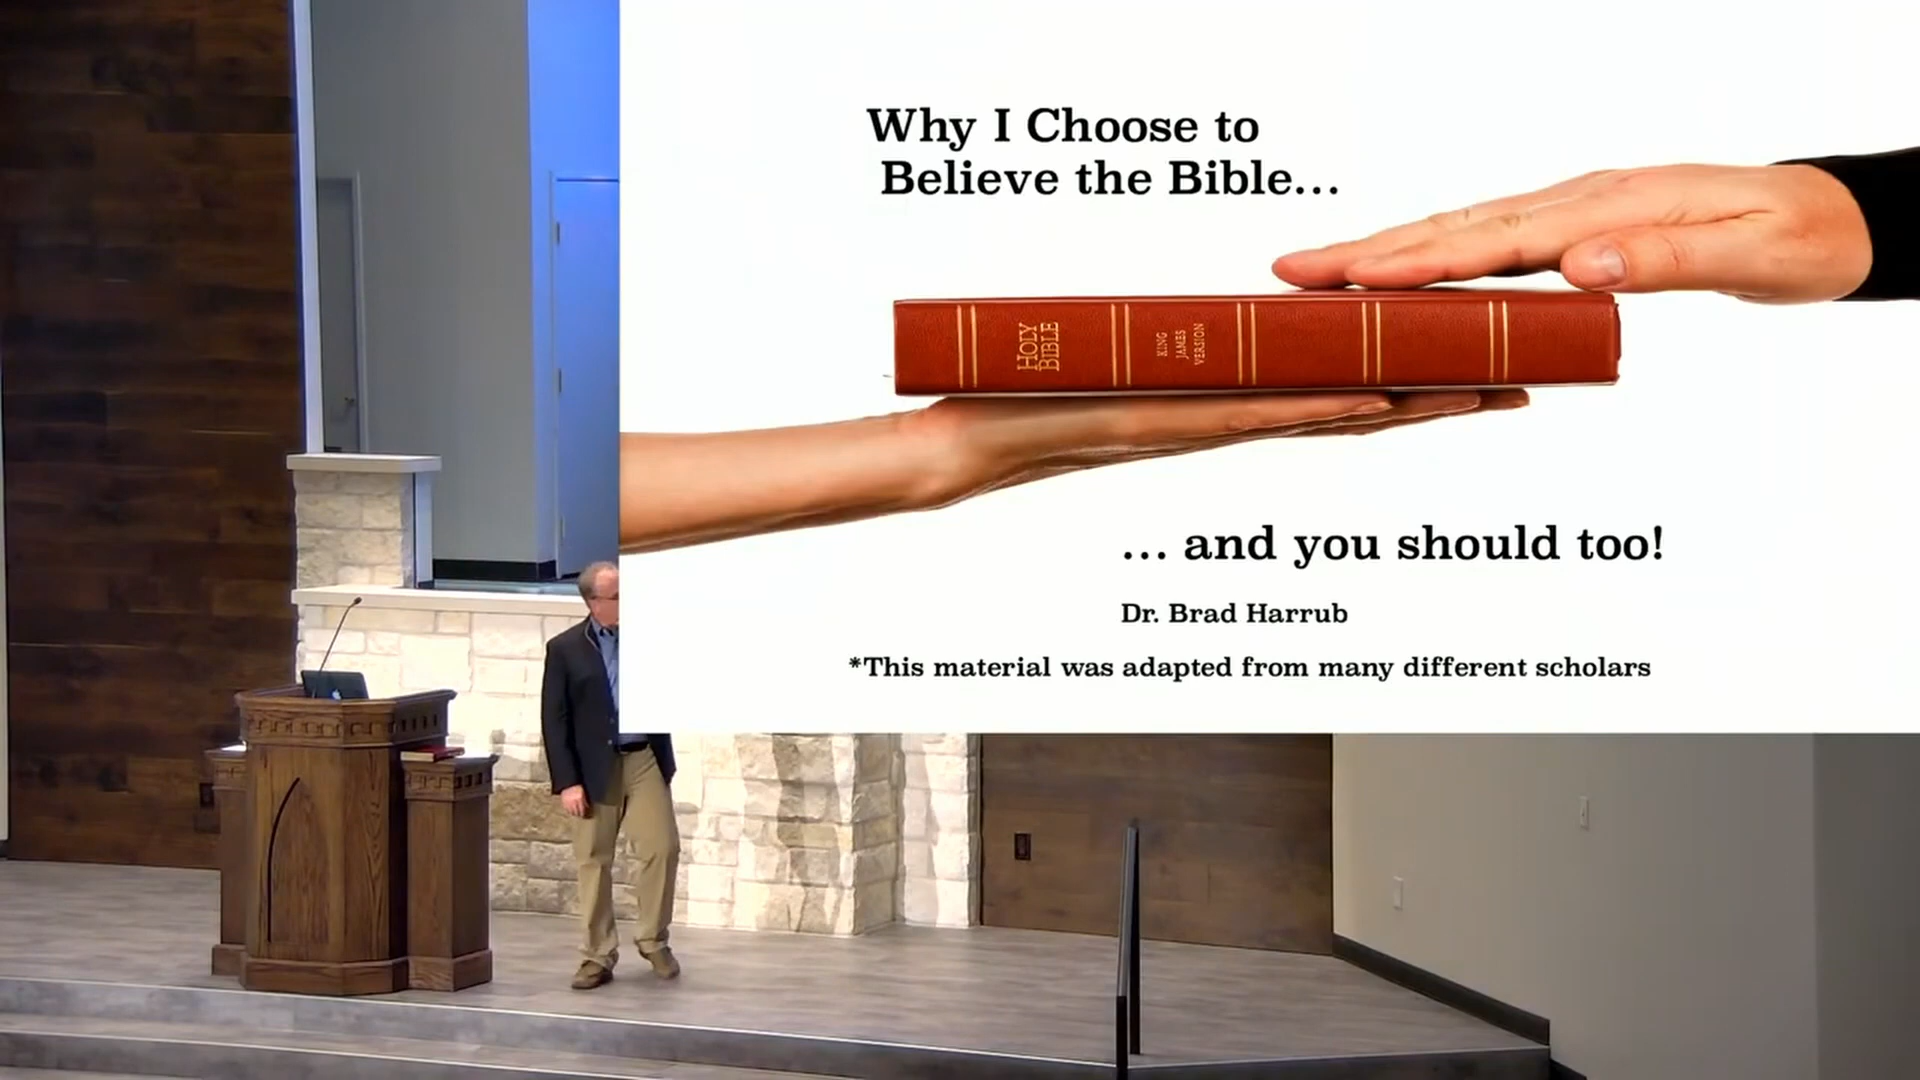 Why I Choose to
Believe the Bible...
HOLY
BIBLE
KING
JAMES
VERSION
... and you should too!
Dr. Brad Harrub
*This material was adapted from many different scholars